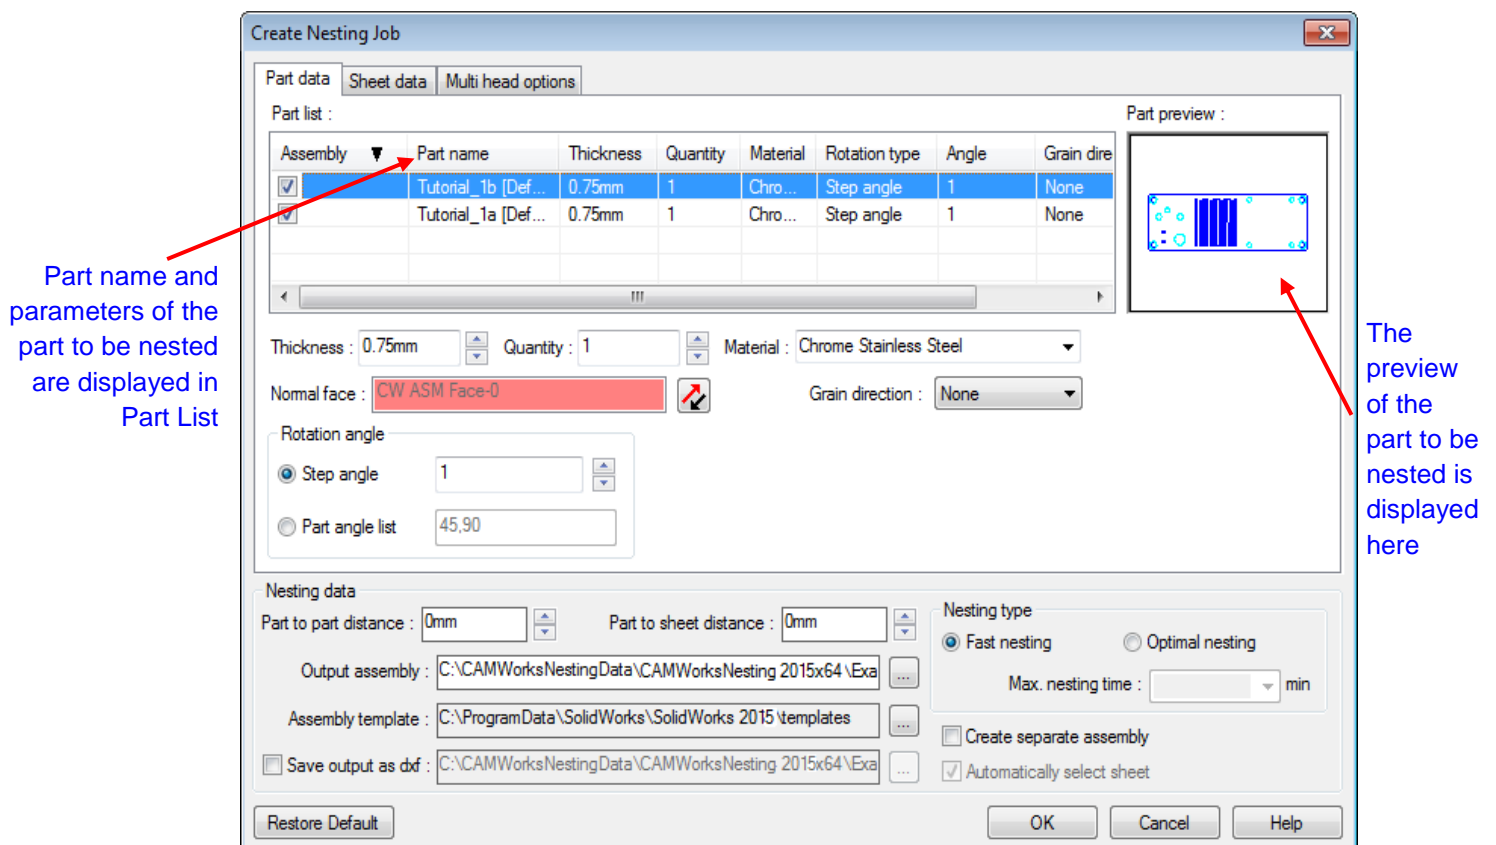 Create Nesting Job
Part data Sheet data Multi head options
Part list :
Part preview :
Assembly Part name Thickness Quantity Material Rotation type Angle Grain dire
Tutorial_1b [Def... 0.75mm 1 Chro... Step angle 1 None
Tutorial_1a [Def... 0.75mm 1 Chro... Step angle 1 None
Part name and
parameters of the
part to be nested
are displayed in
Part List
The
preview
of the
part to be
nested is
displayed
here
Thickness : 0.75mm Quantity : 1 Material : Chrome Stainless Steel
Normal face : CW ASM Face-0 Grain direction : None
Rotation angle
Step angle 1
Part angle list 45,90
Nesting data
Part to part distance : 0mm Part to sheet distance : 0mm
Output assembly : C:\CAMWorksNestingData\CAMWorksNesting 2015x64\Exa ...
Assembly template : C:\ProgramData\SolidWorks\SolidWorks 2015\templates ...
Save output as dxf : C:\CAMWorksNestingData\CAMWorksNesting 2015x64\Exa ...
Nesting type
Fast nesting Optimal nesting
Max. nesting time : min
Create separate assembly
Automatically select sheet
Restore Default OK Cancel Help